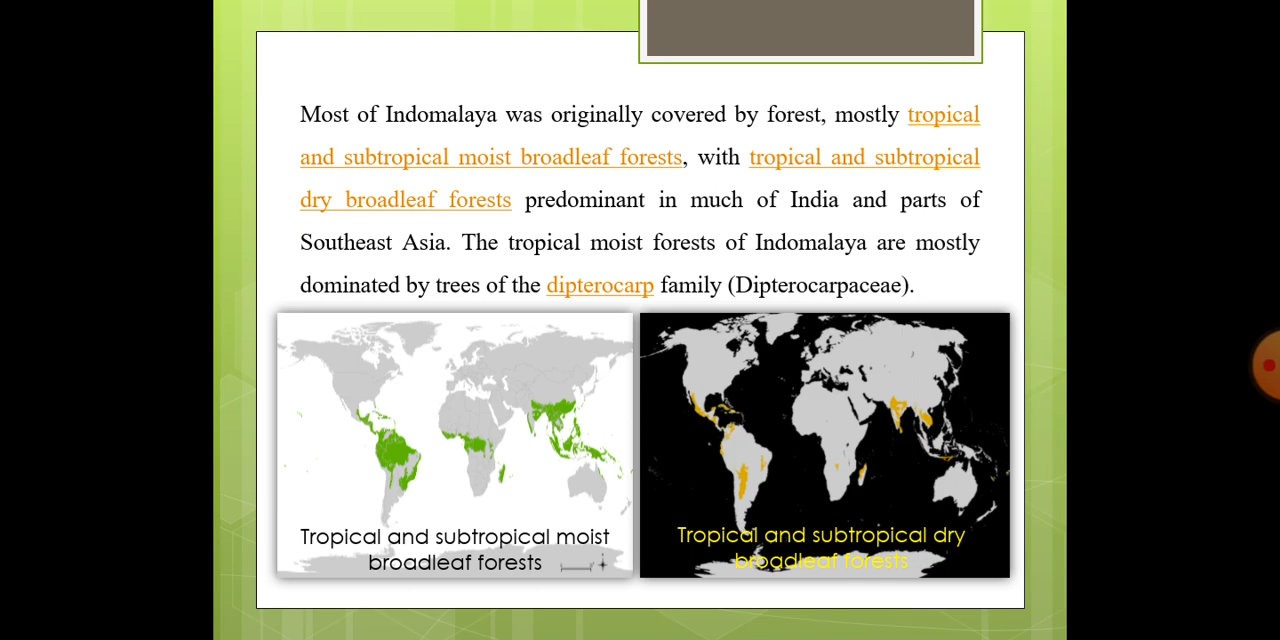 Most of Indomalaya was originally covered by forest, mostly tropical
and subtropical moist broadleaf forests, with tropical and subtropical
dry broadleaf forests predominant in much of India and parts of
Southeast Asia. The tropical moist forests of Indomalaya are mostly
dominated by trees of the dipterocarp family (Dipterocarpaceae).
Tropical and subtropical moist
broadleaf forests
Tropical and subtropical dry
broadleaf forests